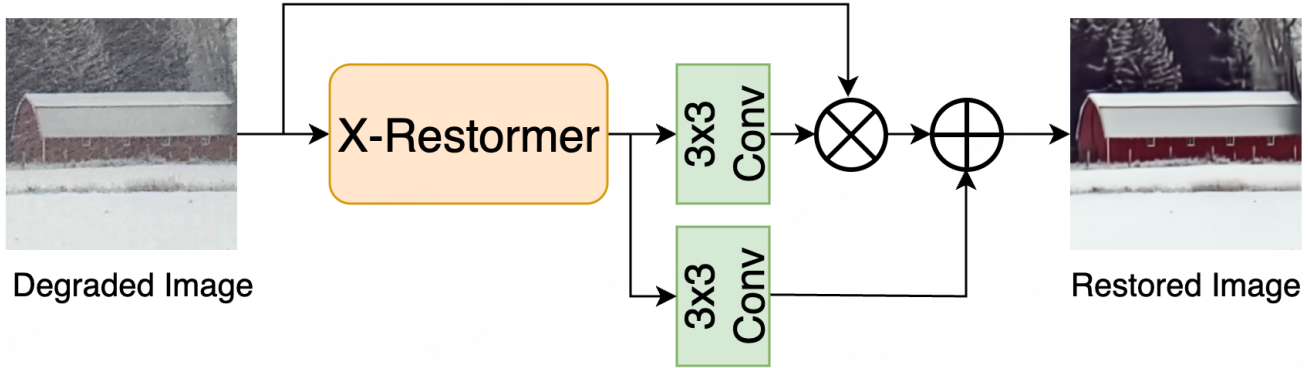 X-Restormer
3x3
Conv
3x3
Conv
Degraded Image
Restored Image